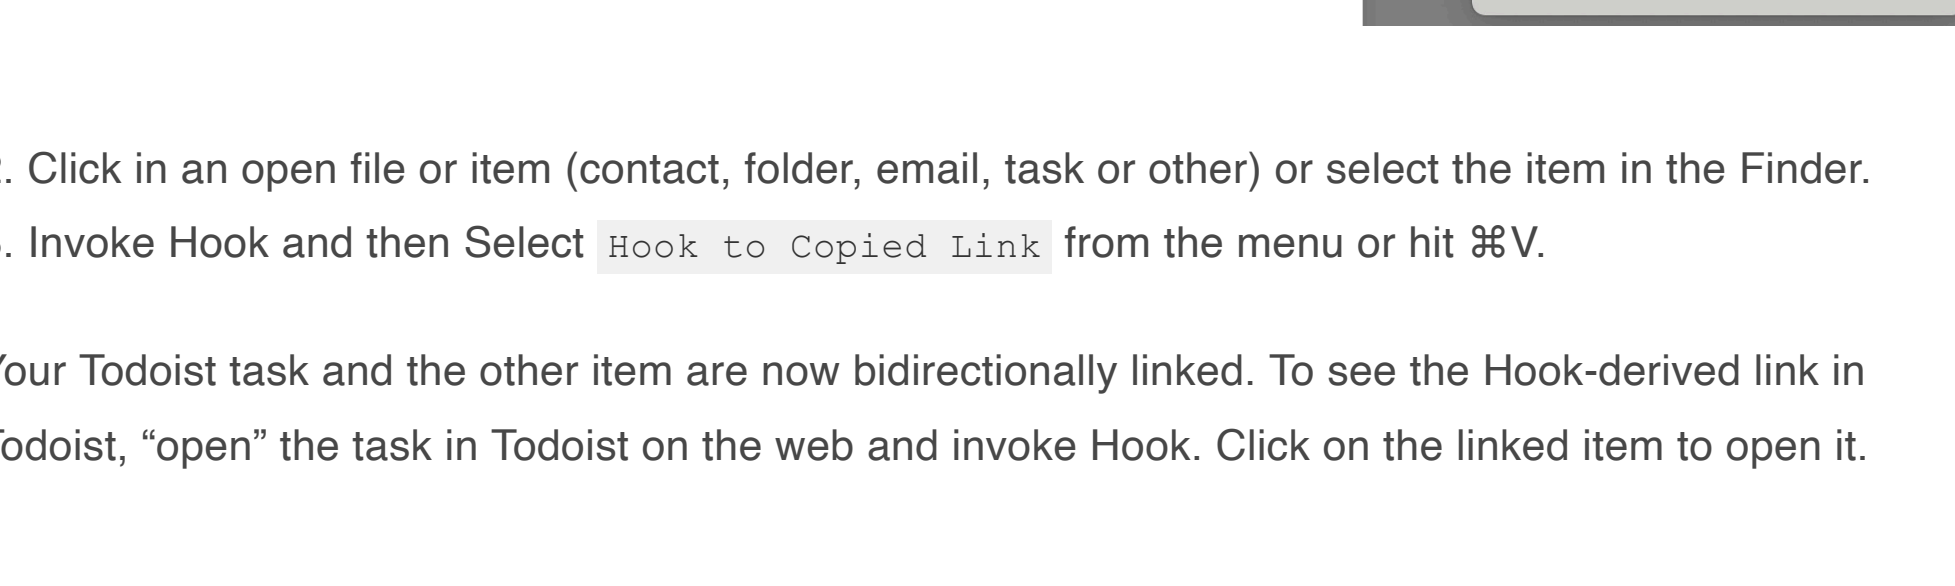 . Click in an open file or item (contact, folder, email, task or other) or select the item in the Finder.
. Invoke Hook and then Select Hook to Copied Link from the menu or hit ⌘V.
Your Todoist task and the other item are now bidirectionally linked. To see the Hook-derived link in
Todoist, “open” the task in Todoist on the web and invoke Hook. Click on the linked item to open it.